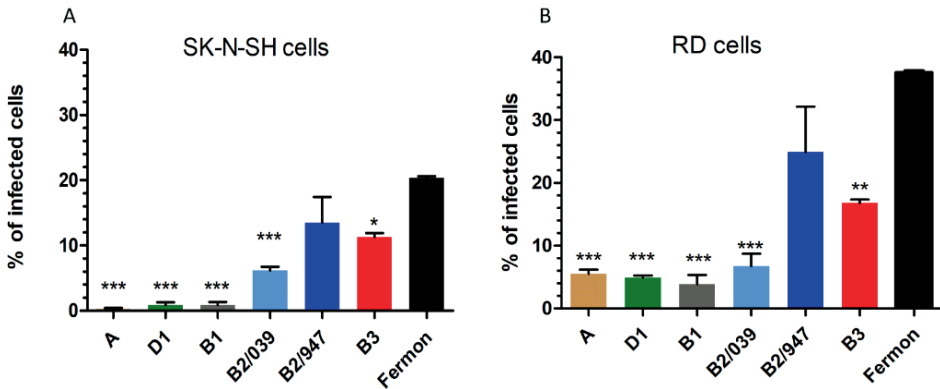 A
SK-N-SH cells
% of infected cells
40
30
20
10
0
*** *** *** *** *
A D1 B1 B2/039 B2/947 B3 Fermon
B
RD cells
% of infected cells
40
30
20
10
0
*** *** *** *** **
A D1 B1 B2/039 B2/947 B3 Fermon